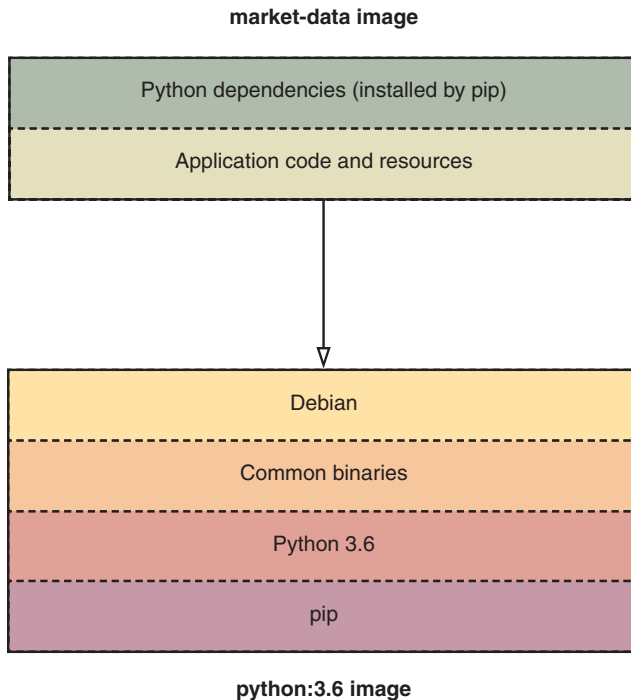 market-data image
Python dependencies (installed by pip)
Application code and resources
Debian
Common binaries
Python 3.6
pip
python:3.6 image